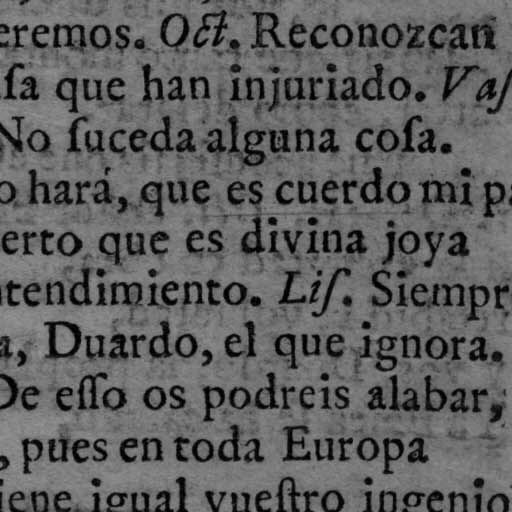 eremos. Oct. Reconozcan
ſa que han injuriado. Vaſ
No ſuceda alguna coſa.
o hará, que es cuerdo mi pa
erto que es divina joya
tendimiento. Liſ. Siempre
a, Duardo, el que ignora.
De eſſo os podreis alabar,
, pues en toda Europa
iene igual vueſtro ingenio